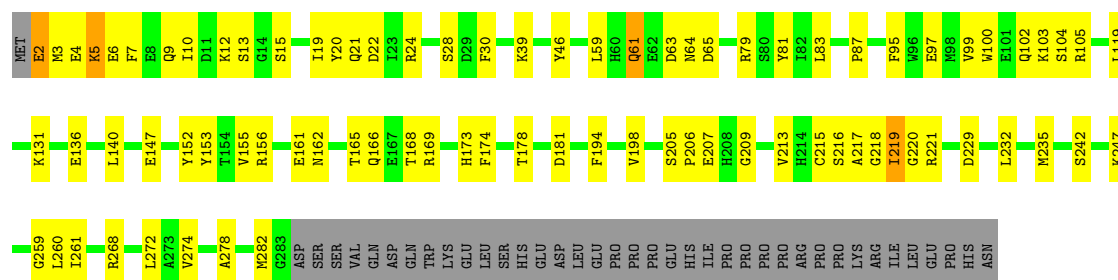 MET E2 M3 E4 K5 E6 F7 E8 Q9 I10 D11 K12 S13 G14 S15 I19 Y20 Q21 D22 I23 R24 S28 D29 F30 K39 Y46 L59 H60 Q61 E62 D63 N64 D65 R79 S80 Y81 I82 L83 P87 F95 W96 E97 M98 V99 W100 E101 Q102 K103 S104 R105 L119
K131 E136 L140 E147 Y152 Y153 T154 V155 R156 E161 N162 T165 Q166 E167 T168 R169 H173 F174 T178 D181 F194 V198 S205 P206 E207 H208 G209 V213 H214 C215 S216 A217 G218 I219 G220 R221 D229 L232 M235 S242 K247
G259 L260 I261 R268 L272 A273 V274 A278 M282 G283 ASP SER SER VAL GLN ASP GLN TRP LYS GLU LEU SER HIS GLU ASP LEU GLU PRO PRO PRO GLU HIS ILE PRO PRO PRO PRO ARG PRO PRO LYS ARG ILE LEU GLU PRO HIS ASN